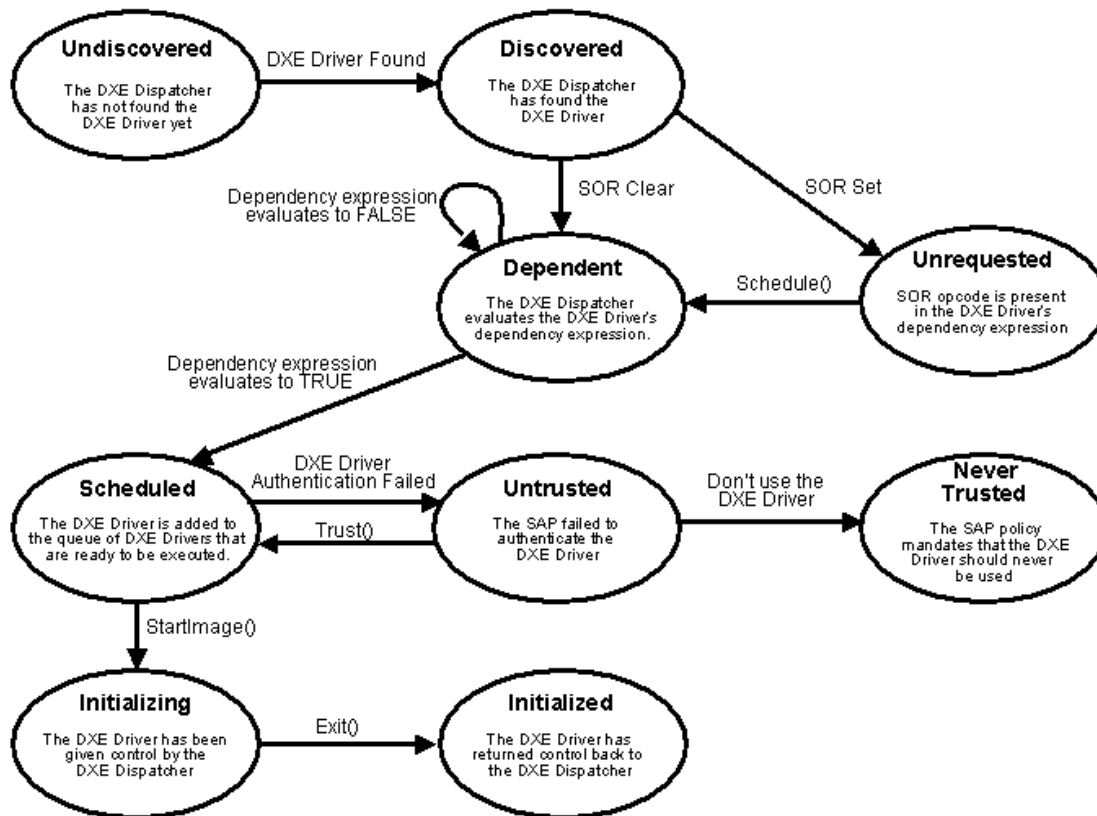 Undiscovered
The DXE Dispatcher
has not found the
DXE Driver yet
DXE Driver Found
Discovered
The DXE Dispatcher
has found the
DXE Driver
SOR Clear
SOR Set
Dependency expression
evaluates to FALSE
Dependent
The DXE Dispatcher
evaluates the DXE Driver's
dependency expression.
Schedule()
Unrequested
SOR opcode is present
in the DXE Driver's
dependency expression
Dependency expression
evaluates to TRUE
Scheduled
The DXE Driver is added to
the queue of DXE Drivers that
are ready to be executed.
DXE Driver
Authentication Failed
Trust()
Untrusted
The SAP failed to
authenticate the
DXE Driver
Don't use the
DXE Driver
Never
Trusted
The SAP policy
mandates that the DXE
Driver should never
be used
StartImage()
Initializing
The DXE Driver has been
given control by the
DXE Dispatcher
Exit()
Initialized
The DXE Driver has
returned control back to
the DXE Dispatcher